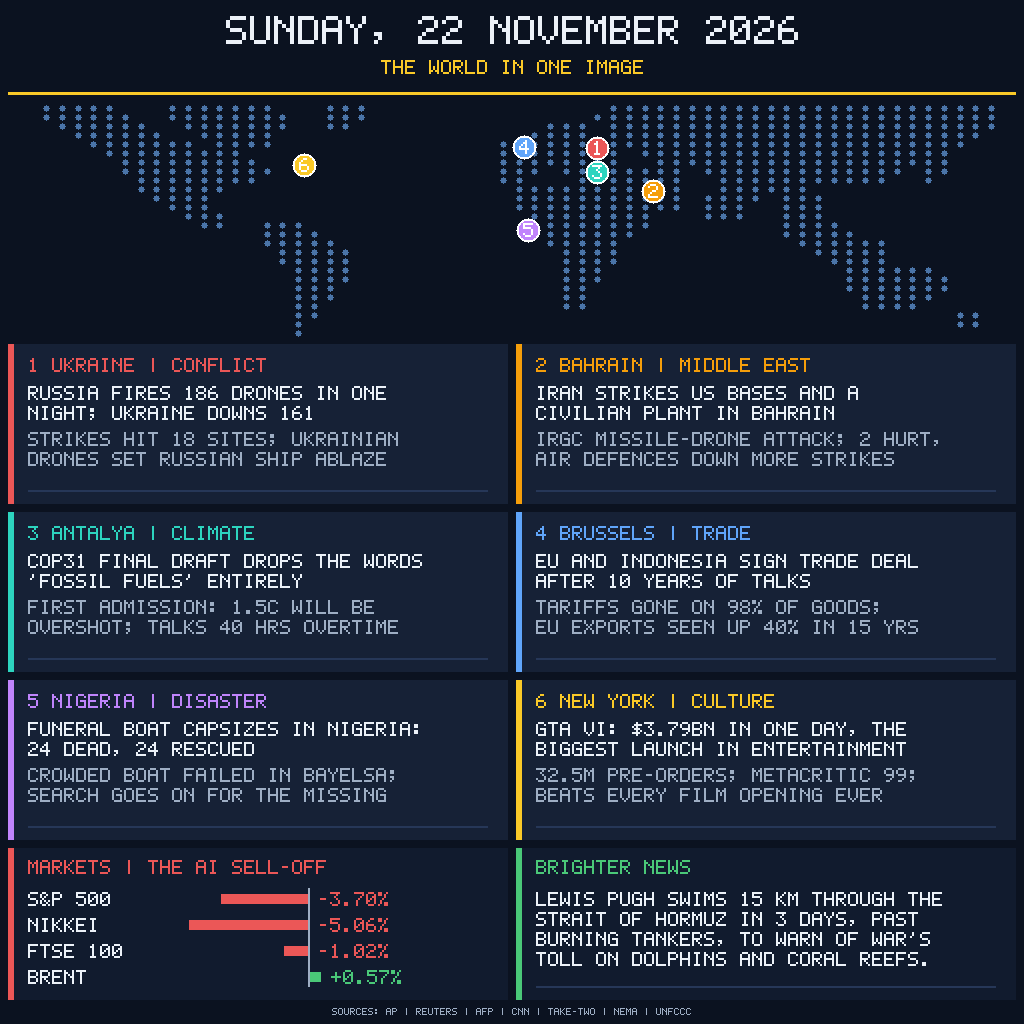 SUNDAY, 22 NOVEMBER 2026
THE WORLD IN ONE IMAGE
4
1
6
3
2
5
1 UKRAINE | CONFLICT
RUSSIA FIRES 186 DRONES IN ONE
NIGHT; UKRAINE DOWNS 161
STRIKES HIT 18 SITES; UKRAINIAN
DRONES SET RUSSIAN SHIP ABLAZE
2 BAHRAIN | MIDDLE EAST
IRAN STRIKES US BASES AND A
CIVILIAN PLANT IN BAHRAIN
IRGC MISSILE-DRONE ATTACK; 2 HURT,
AIR DEFENCES DOWN MORE STRIKES
3 ANTALYA | CLIMATE
COP31 FINAL DRAFT DROPS THE WORDS
'FOSSIL FUELS' ENTIRELY
FIRST ADMISSION: 1.5C WILL BE
OVERSHOT; TALKS 40 HRS OVERTIME
4 BRUSSELS | TRADE
EU AND INDONESIA SIGN TRADE DEAL
AFTER 10 YEARS OF TALKS
TARIFFS GONE ON 98% OF GOODS;
EU EXPORTS SEEN UP 40% IN 15 YRS
5 NIGERIA | DISASTER
FUNERAL BOAT CAPSIZES IN NIGERIA:
24 DEAD, 24 RESCUED
CROWDED BOAT FAILED IN BAYELSA;
SEARCH GOES ON FOR THE MISSING
6 NEW YORK | CULTURE
GTA VI: $3.79BN IN ONE DAY, THE
BIGGEST LAUNCH IN ENTERTAINMENT
32.5M PRE-ORDERS; METACRITIC 99;
BEATS EVERY FILM OPENING EVER
MARKETS | THE AI SELL-OFF
S&P 500 -3.70%
NIKKEI -5.06%
FTSE 100 -1.02%
BRENT +0.57%
BRIGHTER NEWS
LEWIS PUGH SWIMS 15 KM THROUGH THE
STRAIT OF HORMUZ IN 3 DAYS, PAST
BURNING TANKERS, TO WARN OF WAR'S
TOLL ON DOLPHINS AND CORAL REEFS.
SOURCES: AP | REUTERS | AFP | CNN | TAKE-TWO | NEMA | UNFCCC